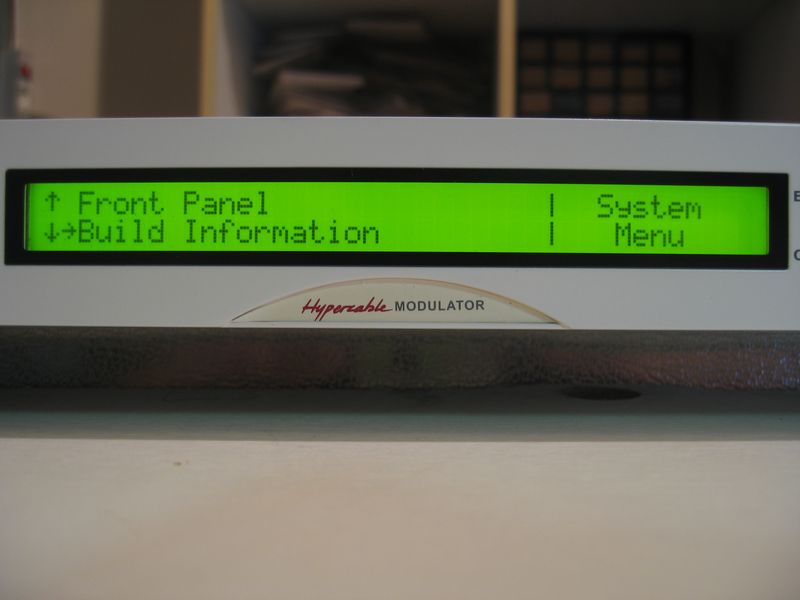 ↑ Front Panel | System
↓→Build Information | Menu
Hypercable MODULATOR